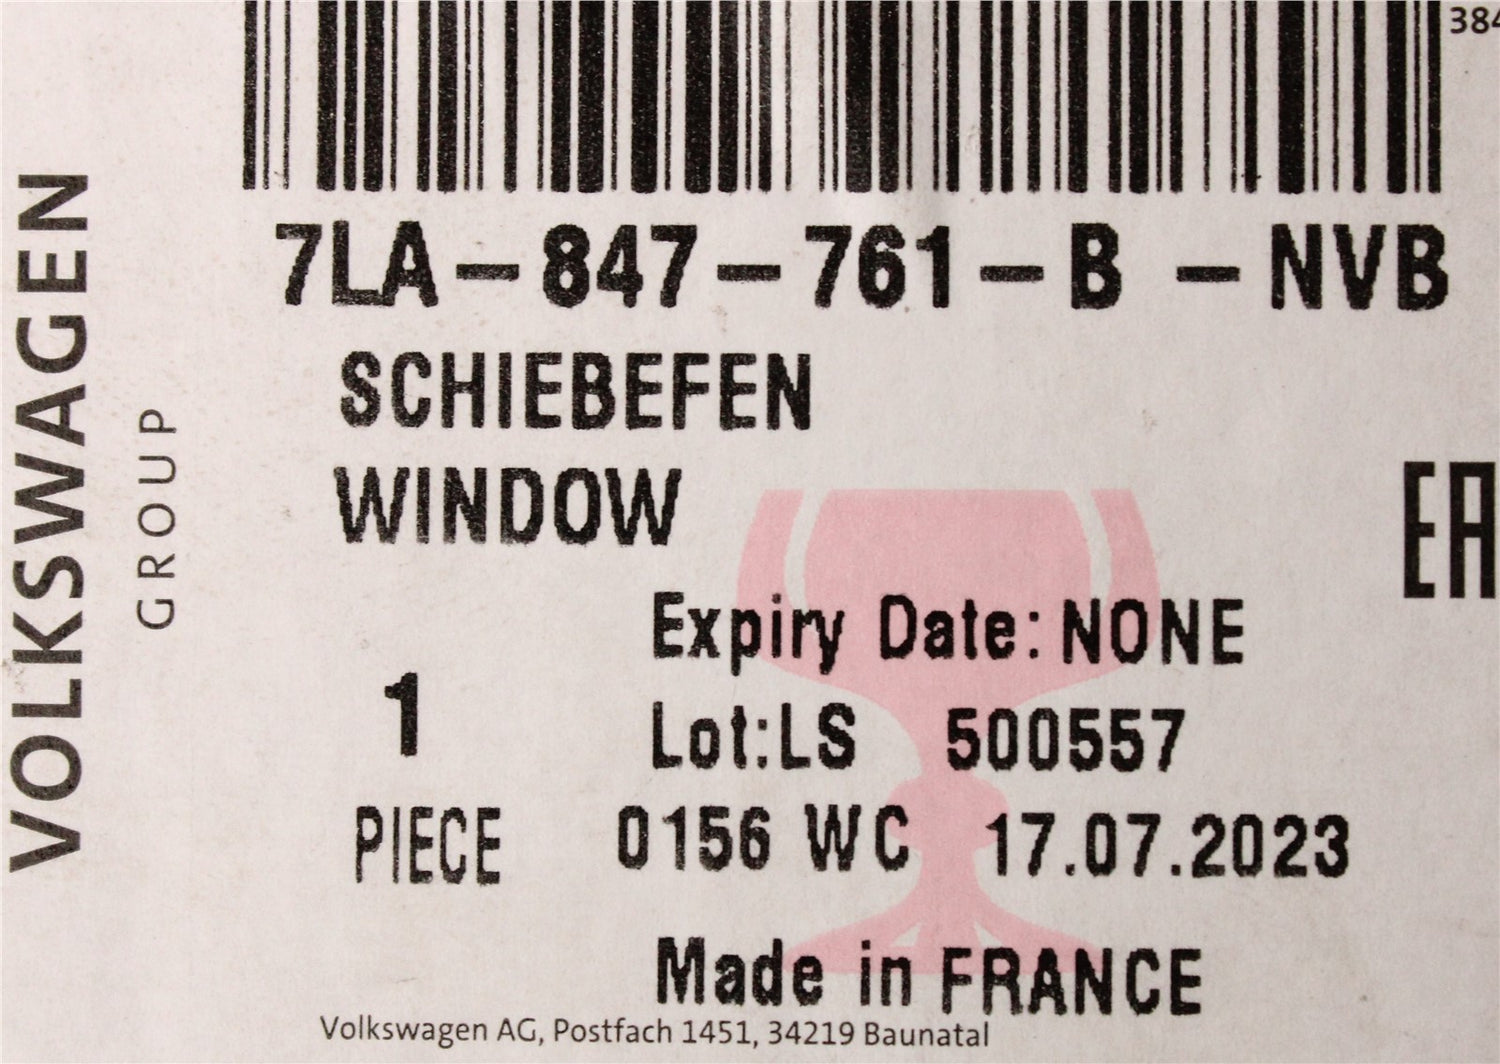 384
7LA-847-761-B -NVB
SCHIEBEFEN
WINDOW
Expiry Date: NONE
1
Lot:LS 500557
PIECE 0156 WC 17.07.2023
Made in FRANCE
Volkswagen AG, Postfach 1451, 34219 Baunatal
VOLKSWAGEN
GROUP
EA